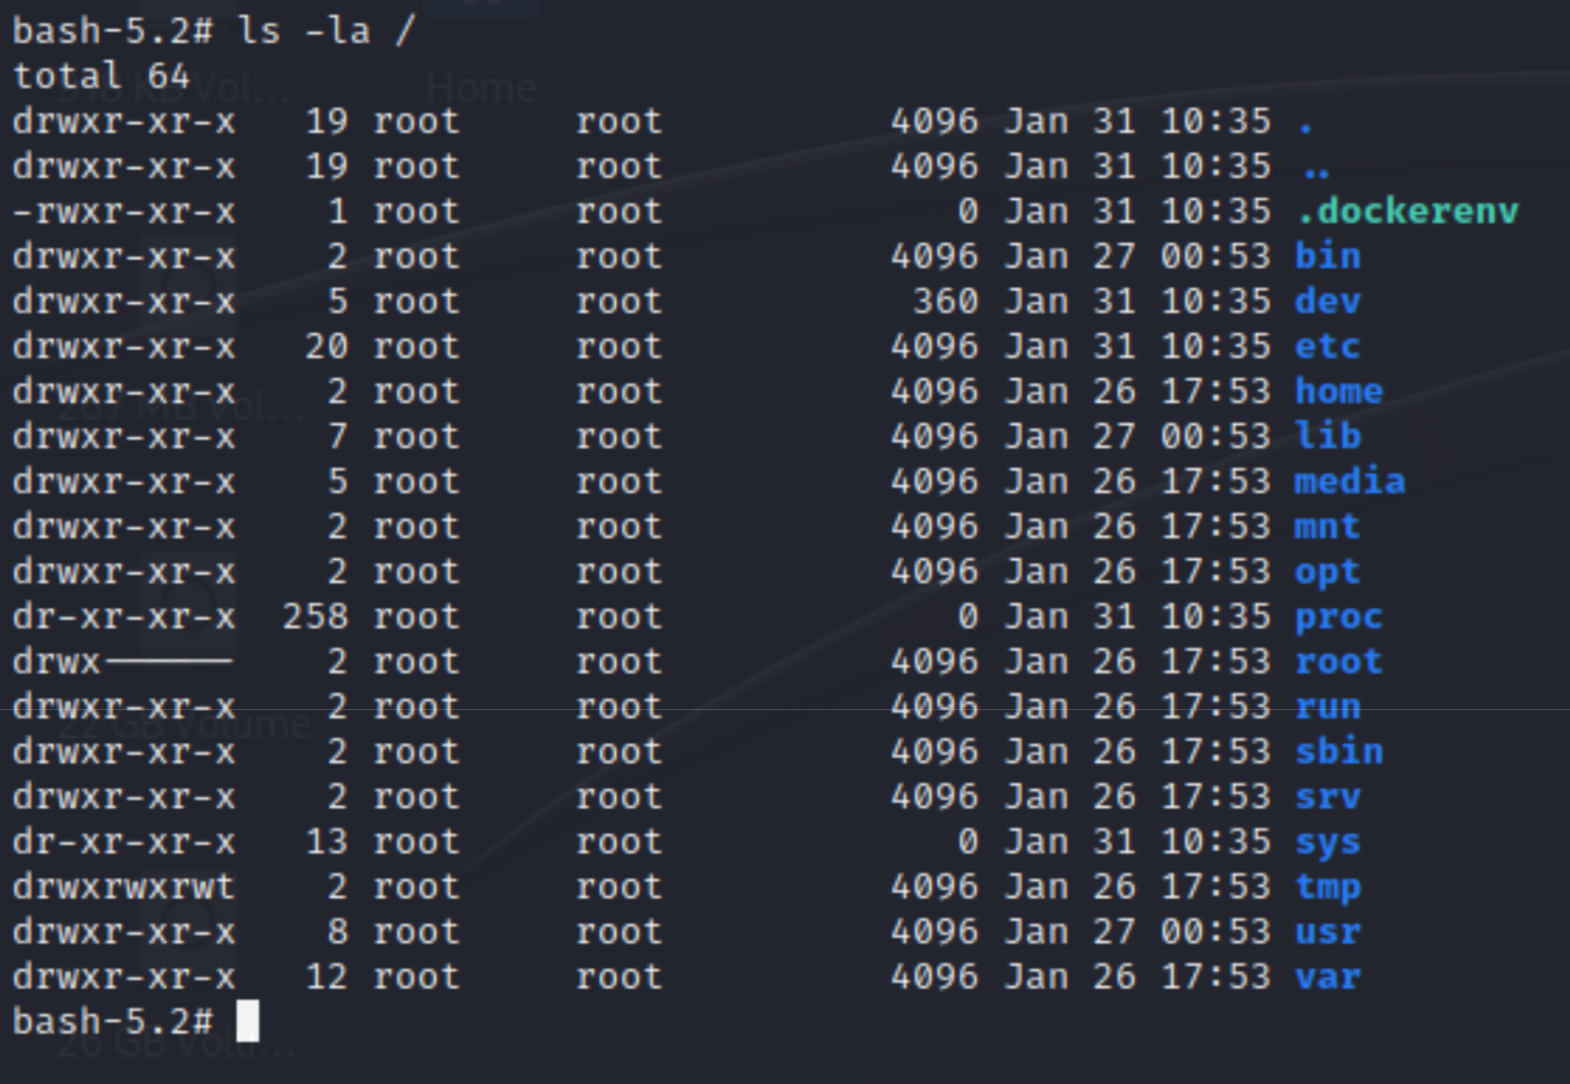 bash-5.2# ls -la /
total 64
drwxr-xr-x   19 root     root          4096 Jan 31 10:35 .
drwxr-xr-x   19 root     root          4096 Jan 31 10:35 ..
-rwxr-xr-x    1 root     root             0 Jan 31 10:35 .dockerenv
drwxr-xr-x    2 root     root          4096 Jan 27 00:53 bin
drwxr-xr-x    5 root     root           360 Jan 31 10:35 dev
drwxr-xr-x   20 root     root          4096 Jan 31 10:35 etc
drwxr-xr-x    2 root     root          4096 Jan 26 17:53 home
drwxr-xr-x    7 root     root          4096 Jan 27 00:53 lib
drwxr-xr-x    5 root     root          4096 Jan 26 17:53 media
drwxr-xr-x    2 root     root          4096 Jan 26 17:53 mnt
drwxr-xr-x    2 root     root          4096 Jan 26 17:53 opt
dr-xr-xr-x  258 root     root             0 Jan 31 10:35 proc
drwx------    2 root     root          4096 Jan 26 17:53 root
drwxr-xr-x    2 root     root          4096 Jan 26 17:53 run
drwxr-xr-x    2 root     root          4096 Jan 26 17:53 sbin
drwxr-xr-x    2 root     root          4096 Jan 26 17:53 srv
dr-xr-xr-x   13 root     root             0 Jan 31 10:35 sys
drwxrwxrwt    2 root     root          4096 Jan 26 17:53 tmp
drwxr-xr-x    8 root     root          4096 Jan 27 00:53 usr
drwxr-xr-x   12 root     root          4096 Jan 26 17:53 var
bash-5.2#
Home
267 MB Vol...
22 GB Volume
26 GB Volu...